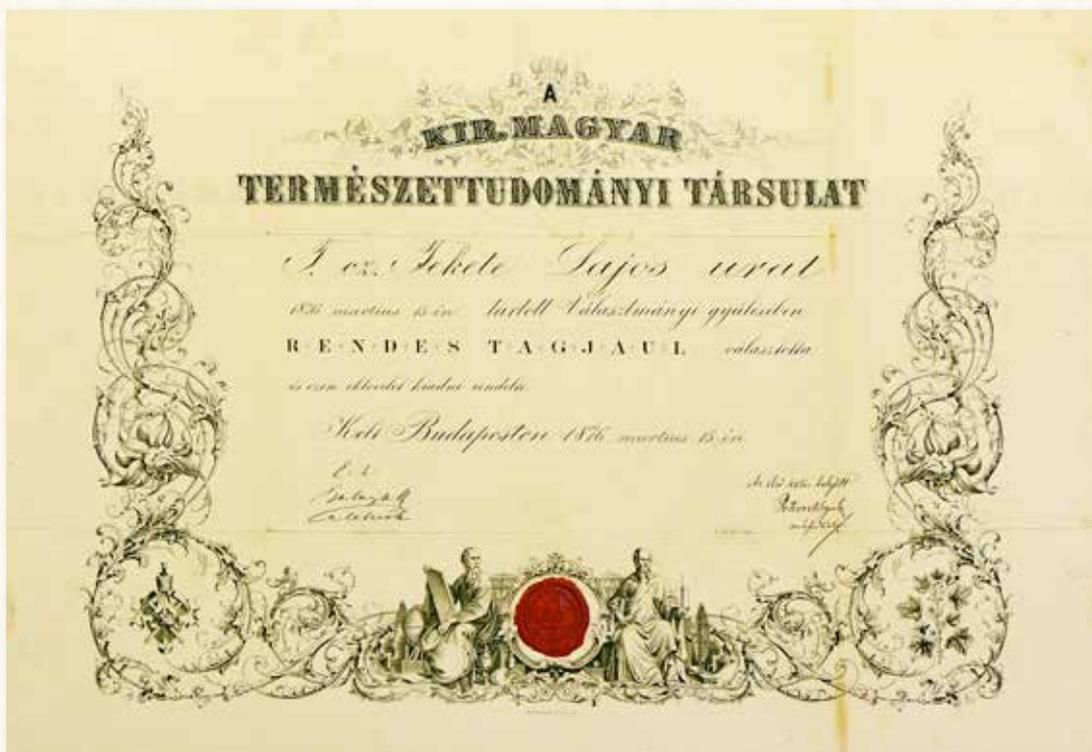 A
KIR. MAGYAR
TERMÉSZETTUDOMÁNYI TÁRSULAT
T. cz. Fekete Lajos urat
1876 martius 15-én tartott Választmányi gyűlésében
RENDES TAGJÁUL választotta
és ezen oklevelet kiadni rendelte.
Kelt Budapesten 1876 martius 15-én